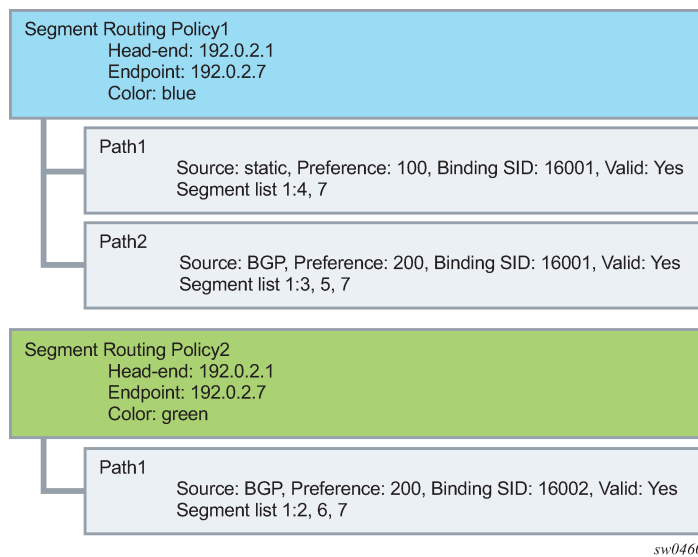 Segment Routing Policy1
Head-end: 192.0.2.1
Endpoint: 192.0.2.7
Color: blue
Path1
Source: static, Preference: 100, Binding SID: 16001, Valid: Yes
Segment list 1:4, 7
Path2
Source: BGP, Preference: 200, Binding SID: 16001, Valid: Yes
Segment list 1:3, 5, 7
Segment Routing Policy2
Head-end: 192.0.2.1
Endpoint: 192.0.2.7
Color: green
Path1
Source: BGP, Preference: 200, Binding SID: 16002, Valid: Yes
Segment list 1:2, 6, 7